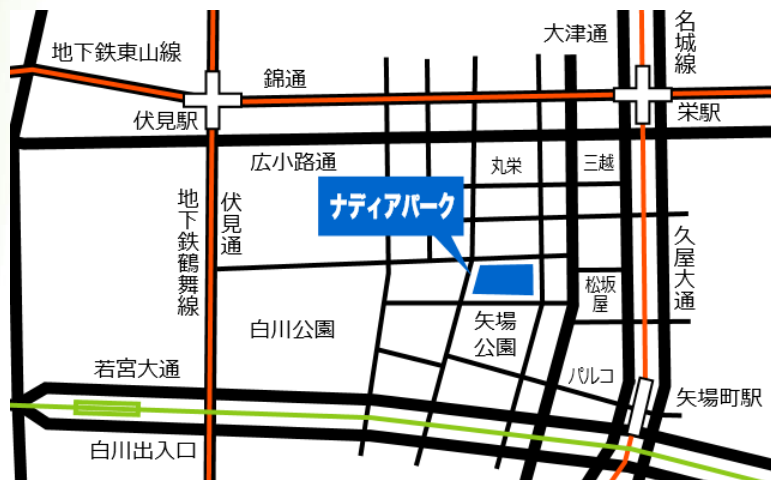 大津通
名城線
地下鉄東山線
錦通
伏見駅
栄駅
広小路通
丸栄
三越
ナディアパーク
地下鉄鶴舞線
伏見通
久屋大通
松坂
屋
白川公園
矢場
公園
若宮大通
パルコ
矢場町駅
白川出入口